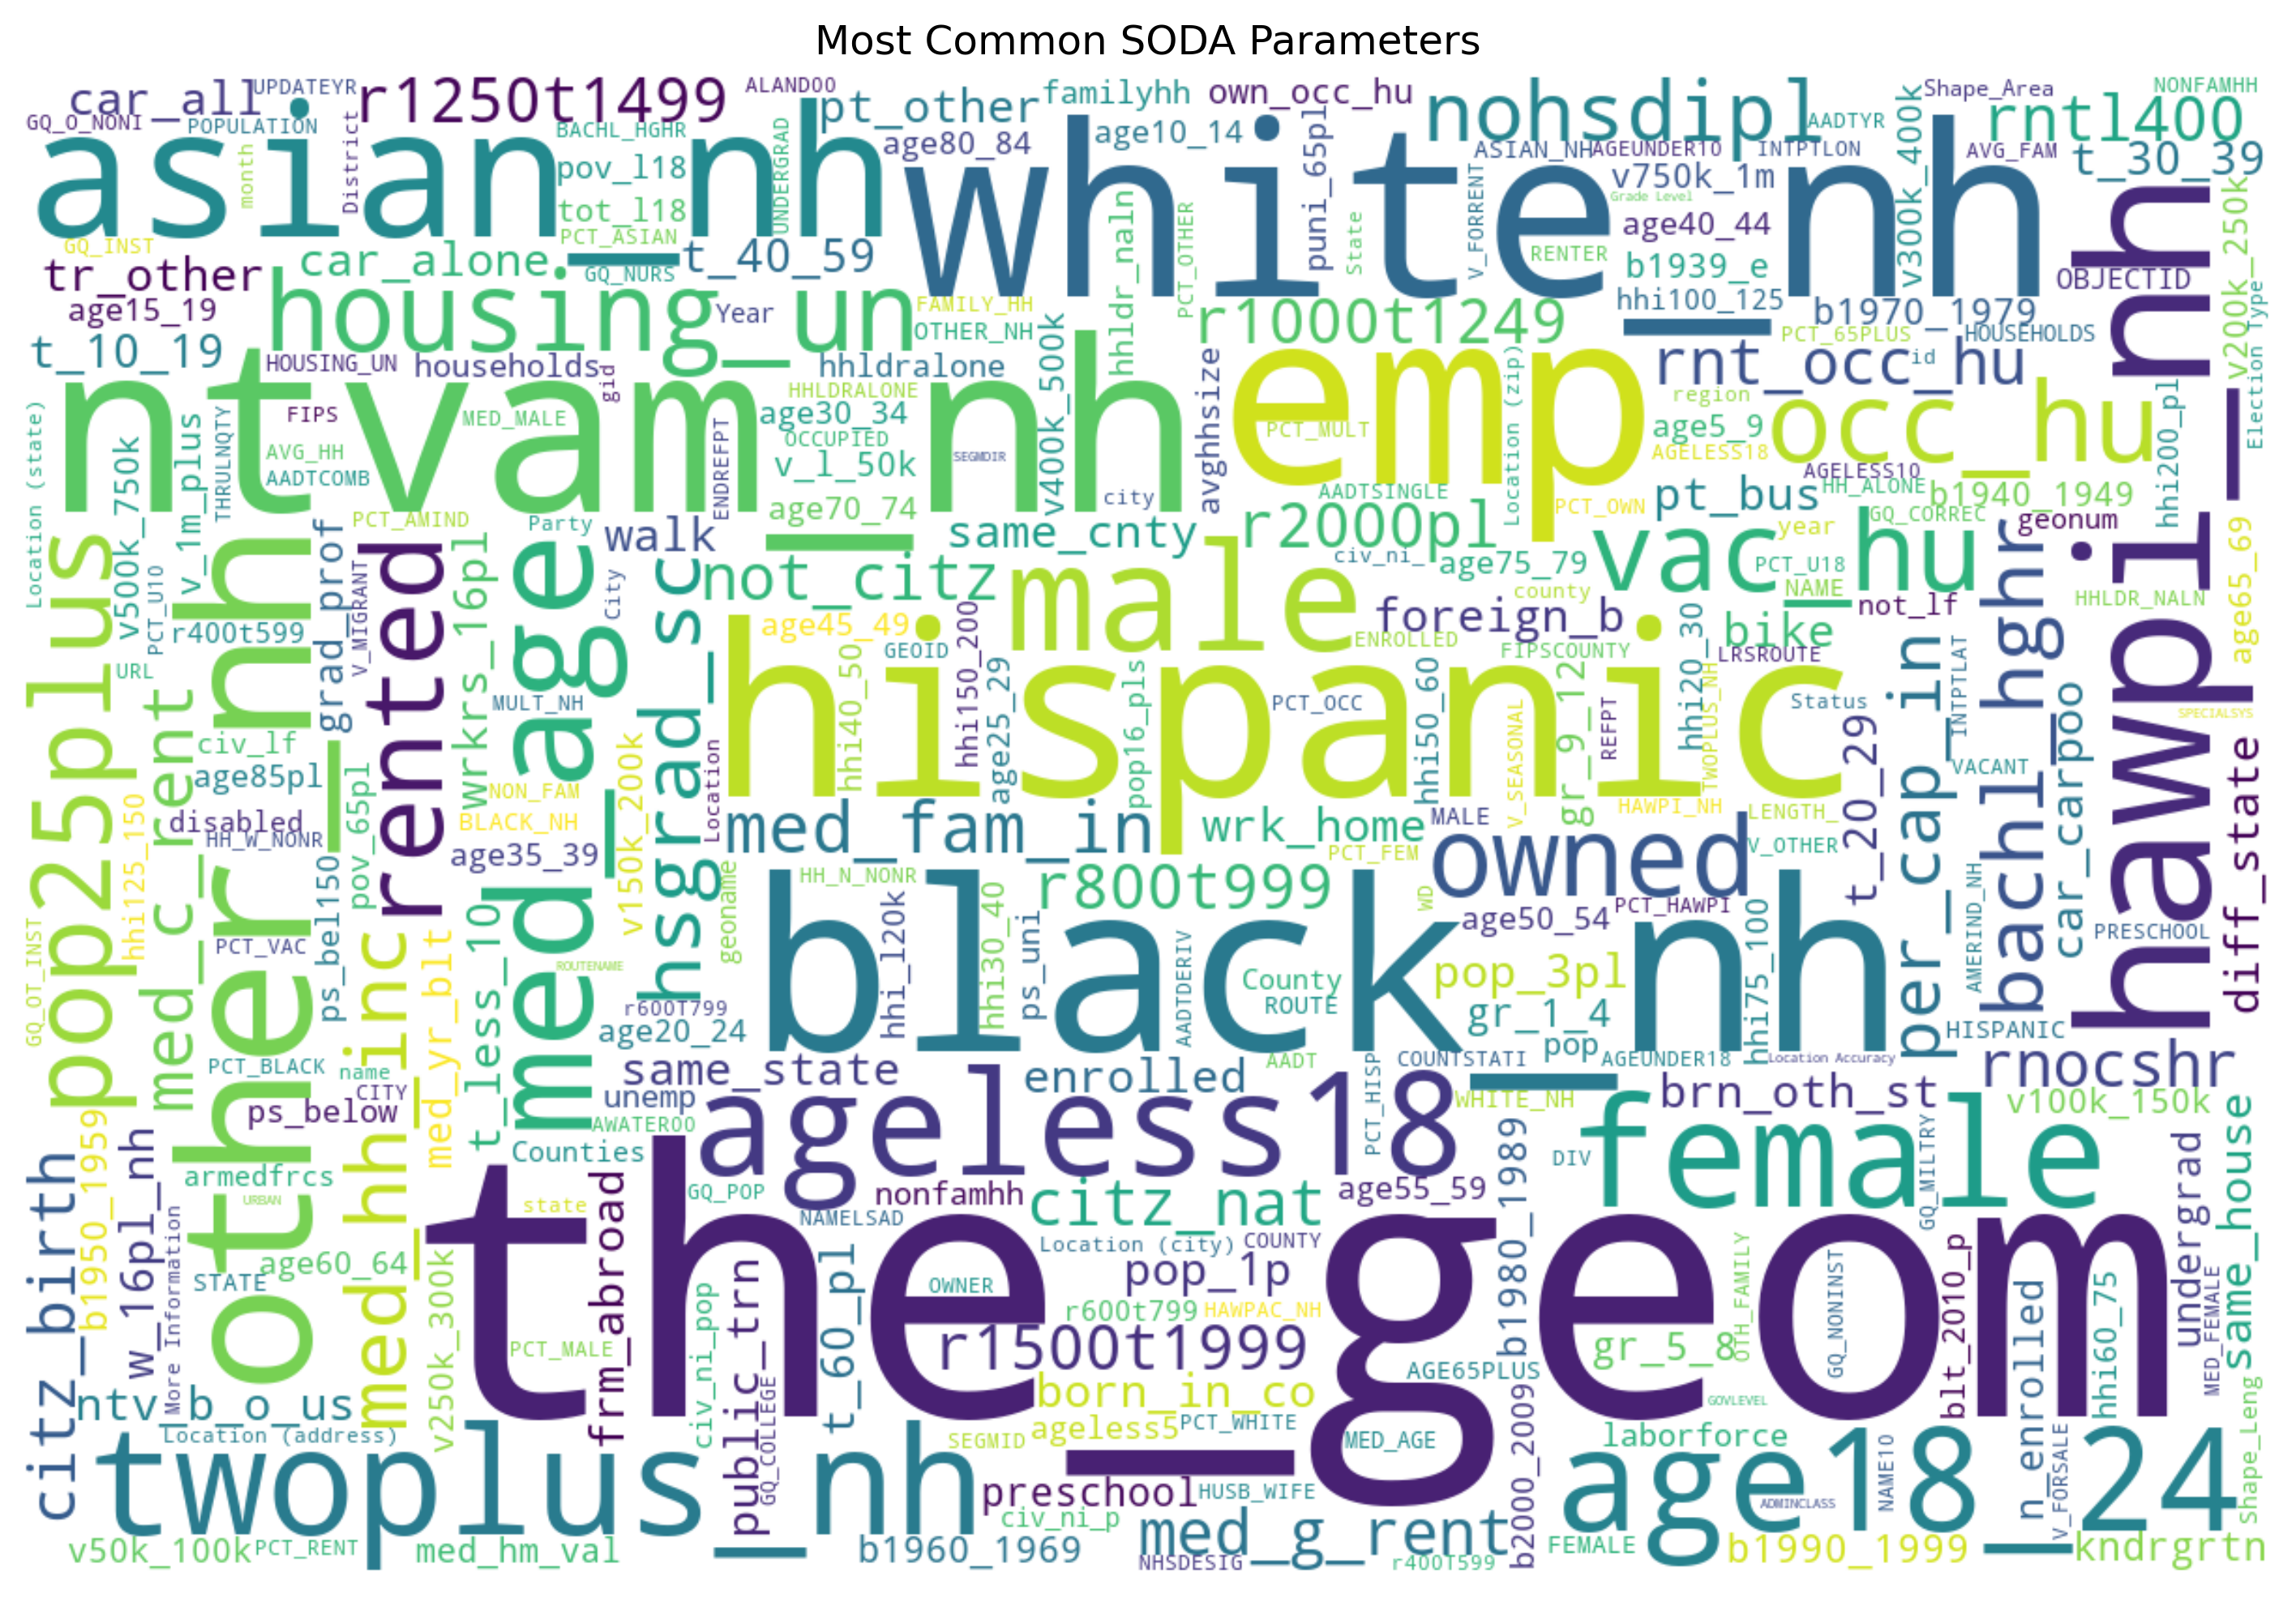 Most Common SODA Parameters
car_all
UPDATEYR
r1250t1499
ALAND00
pt_other
familyhh
own_occ_hu
nohsdipl
Shape_Area
NONFAMHH
GQ_O_NONI
POPULATION
District
BACHL_HGHR
UNDERGRAD
age80_84
age10_14
puni_65pl
AADTYR
v300k_400k
rntl400
asian_nh
month
pov_l18
white_nh
ASIAN_NH
AGEUNDER10
INTPTLON
AVG_FAM
t_30_39
tot_l18
v750k_1m
Grade Level
hhldr_naln
PCT_OTHER
State
V_FORRENT
age40_44
v200k_250k
GQ_INST
PCT_ASIAN
car_alone
t_40_59
GQ_NURS
RENTER
b1939_e
OBJECTID
tr_other
housing_un
hhi100_125
age15_19
Year
FAMILY_HH
OTHER_NH
r1000t1249
b1970_1979
PCT_65PLUS
HOUSEHOLDS
Election Type
t_10_19
HOUSING_UN
households
gid
hhldralone
v400k_500k
avghhsize
Location (zip)
rnt_occ_hu
id
ntvam_nh
HHLDRALONE
emp
region
occ_hu
hhi200_pl
hawpi_nh
Location (state)
FIPS
MED_MALE
age30_34
PCT_MULT
age5_9
v500k_750k
v_1m_plus
THRULNQTY
AVG_HH
AADTCOMB
ENDREFPT
OCCUPIED
v_l_50k
SEGMDIR
AGELESS18
AGELESS10
city
AADTSINGLE
PCT_OWN
pt_bus
HH_ALONE
b1940_1949
age70_74
PCT_AMIND
Party
walk
same_cnty
r2000pl
year
GQ_CORREC
geonum
pop25plus
other_nh
grad_prof
rented
wrkrs_16pl
med_age
City
hsgrad_sc
not_citz
male
civ_ni_
age75_79
vac_hu
PCT_U18
NAME
not_lf
bachl_hghr
HHLDR_NALN
age65_69
PCT_U10
r400t599
V_MIGRANT
URL
age45_49
hispanic
foreign_b
county
bike
GEOID
hhi150_200
ENROLLED
FIPSCOUNTY
hhi20_30
LRSROUTE
per_cap_in
INTPTLAT
med_c_rent
MULT_NH
hhi40_50
age25_29
pop16_pls
PCT_OCC
hhi50_60
V_SEASONAL
gr_9_12
REFPT
TWOPLUS_NH
Status
t_20_29
car_carpoo
SPECIALSYS
civ_lf
age85pl
hhi125_150
pov_65pl
NON_FAM
v150k_200k
Location
VACANT
diff_state
disabled
HH_W_NONR
BLACK_NH
age35_39
med_fam_in
wrk_home
MALE
HAWPI_NH
LENGTH_
PCT_FEM
owned
V_OTHER
ps_bel150
HH_N_NONR
r800t999
geoname
hhi_l20k
hhi30_40
ps_uni
black_nh
WD
age50_54
PCT_HAWPI
PRESCHOOL
GQ_OT_INST
PCT_VAC
med_hh_inc
med_yr_blt
t_less_10
ROUTENAME
AADTDERIV
County
ROUTE
pop_3pl
hhi75_100
AMERIND_NH
r600T799
age20_24
gr_1_4
HISPANIC
PCT_BLACK
name
same_state
enrolled
AADT
PCT_HISP
COUNTSTATI
pop
AGEUNDER18
Location Accuracy
rnocshr
CITY
ps_below
unemp
ageless18
WHITE_NH
brn_oth_st
v100k_150k
b1950_1959
w_16pl_nh
AWATER00
Counties
b1980_1989
female
DIV
GQ_MILTRY
undergrad
same_house
citz_birth
armedfrcs
URBAN
More Information
state
frm_abroad
GQ_POP
nonfamhh
citz_nat
age55_59
NAMELSAD
age60_64
the_geom
Location (city)
COUNTY
STATE
v250k_300k
civ_ni_pop
public_trn
t_60_pl
OWNER
pop_1p
OTH_FAMILY
GQ_NONINST
blt_2010_p
n_enrolled
hhi60_75
MED_FEMALE
r600t799
HAWPAC_NH
PCT_MALE
r1500t1999
gr_5_8
ntv_b_o_us
GQ_COLLEGE
born_in_co
AGE65PLUS
b2000_2009
GOVLEVEL
Location (address)
ageless5
PCT_WHITE
SEGMID
MED_AGE
laborforce
age18_24
NAME10
V_FORSALE
Shape_Leng
twoplus_nh
preschool
HUSB_WIFE
ADMINCLASS
civ_ni_p
v50k_100k
PCT_RENT
med_hm_val
b1960_1969
med_g_rent
NHSDESIG
r400T599
FEMALE
b1990_1999
kndrgrtn